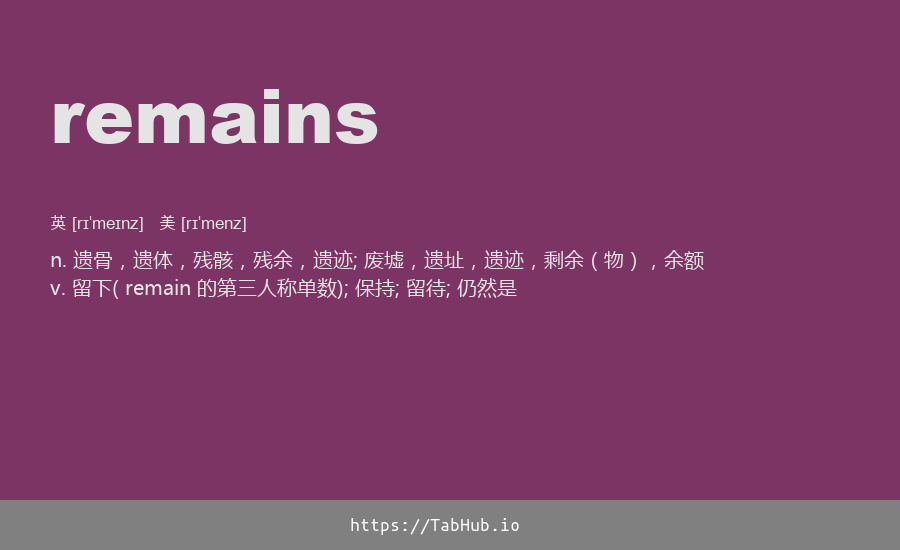 remains
英 [rɪˈmeɪnz] 美 [rɪˈmenz]
n. 遗骨，遗体，残骸，残余，遗迹; 废墟，遗址，遗迹，剩余（物），余额
v. 留下( remain 的第三人称单数); 保持; 留待; 仍然是
https://TabHub.io